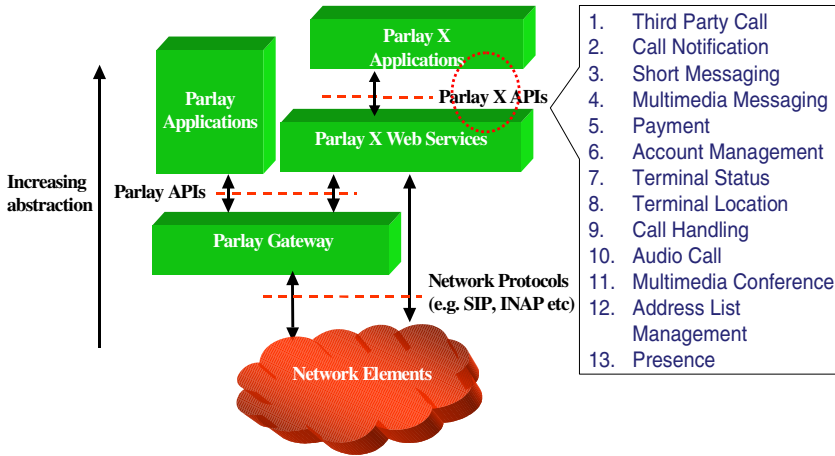 Parlay X
Applications
Parlay
Applications
Parlay X APIs
Parlay X Web Services
Increasing
abstraction
Parlay APIs
Parlay Gateway
Network Protocols
(e.g. SIP, INAP etc)
Network Elements
1. Third Party Call
2. Call Notification
3. Short Messaging
4. Multimedia Messaging
5. Payment
6. Account Management
7. Terminal Status
8. Terminal Location
9. Call Handling
10. Audio Call
11. Multimedia Conference
12. Address List
Management
13. Presence